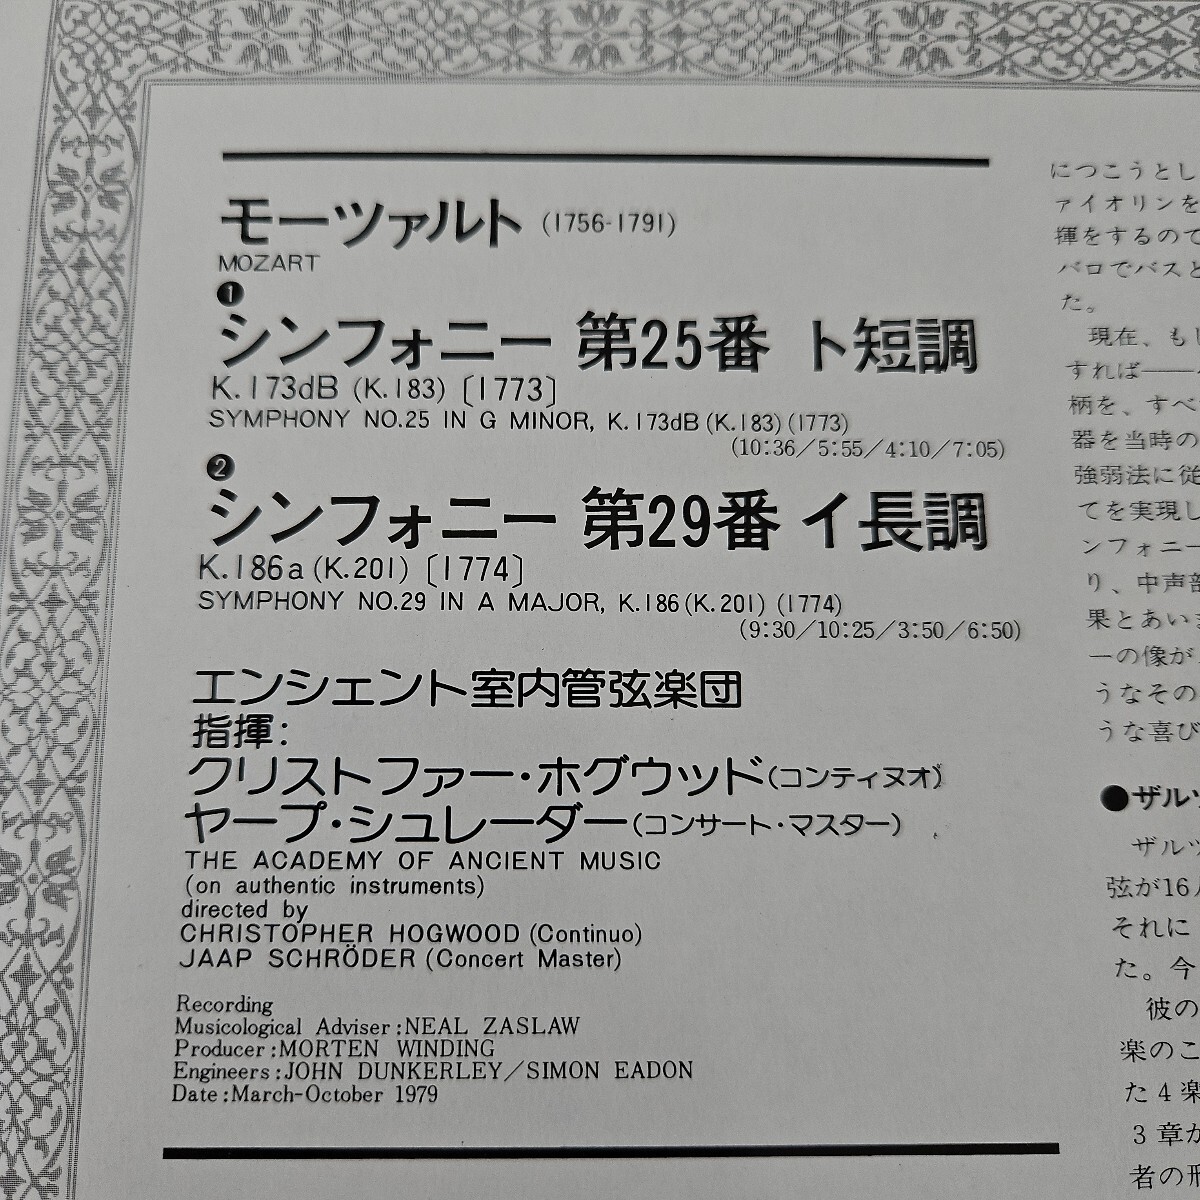 モーツァルト (1756-1791)
MOZART
❶
シンフォニー 第25番 ト短調
K.173dB (K.183) [1773]
SYMPHONY NO.25 IN G MINOR, K.173dB (K.183) (1773)
(10:36/5:55/4:10/7:05)
❷
シンフォニー 第29番 イ長調
K.186a (K.201) [1774]
SYMPHONY NO.29 IN A MAJOR, K.186 (K.201) (1774)
(9:30/10:25/3:50/6:50)
エンシェント室内管弦楽団
指揮:
クリストファー・ホグウッド(コンティヌオ)
ヤープ・シュレーダー(コンサート・マスター)
THE ACADEMY OF ANCIENT MUSIC
(on authentic instruments)
directed by
CHRISTOPHER HOGWOOD (Continuo)
JAAP SCHRÖDER (Concert Master)
Recording
Musicological Adviser:NEAL ZASLAW
Producer:MORTEN WINDING
Engineers:JOHN DUNKERLEY/SIMON EADON
Date:March-October 1979
につこうとし
ァイオリンを
揮をするので
バロでバスと
た。
現在、もし
すれば――
柄を、すべ
器を当時の
強弱法に従
てを実現し
ンフォニー
り、中声部
果とあいま
一の像が
うなその
うな喜び
●ザルツ
ザルツ
弦が16人
それに
た。今
彼の
楽のこ
た4楽
3章が
者の形